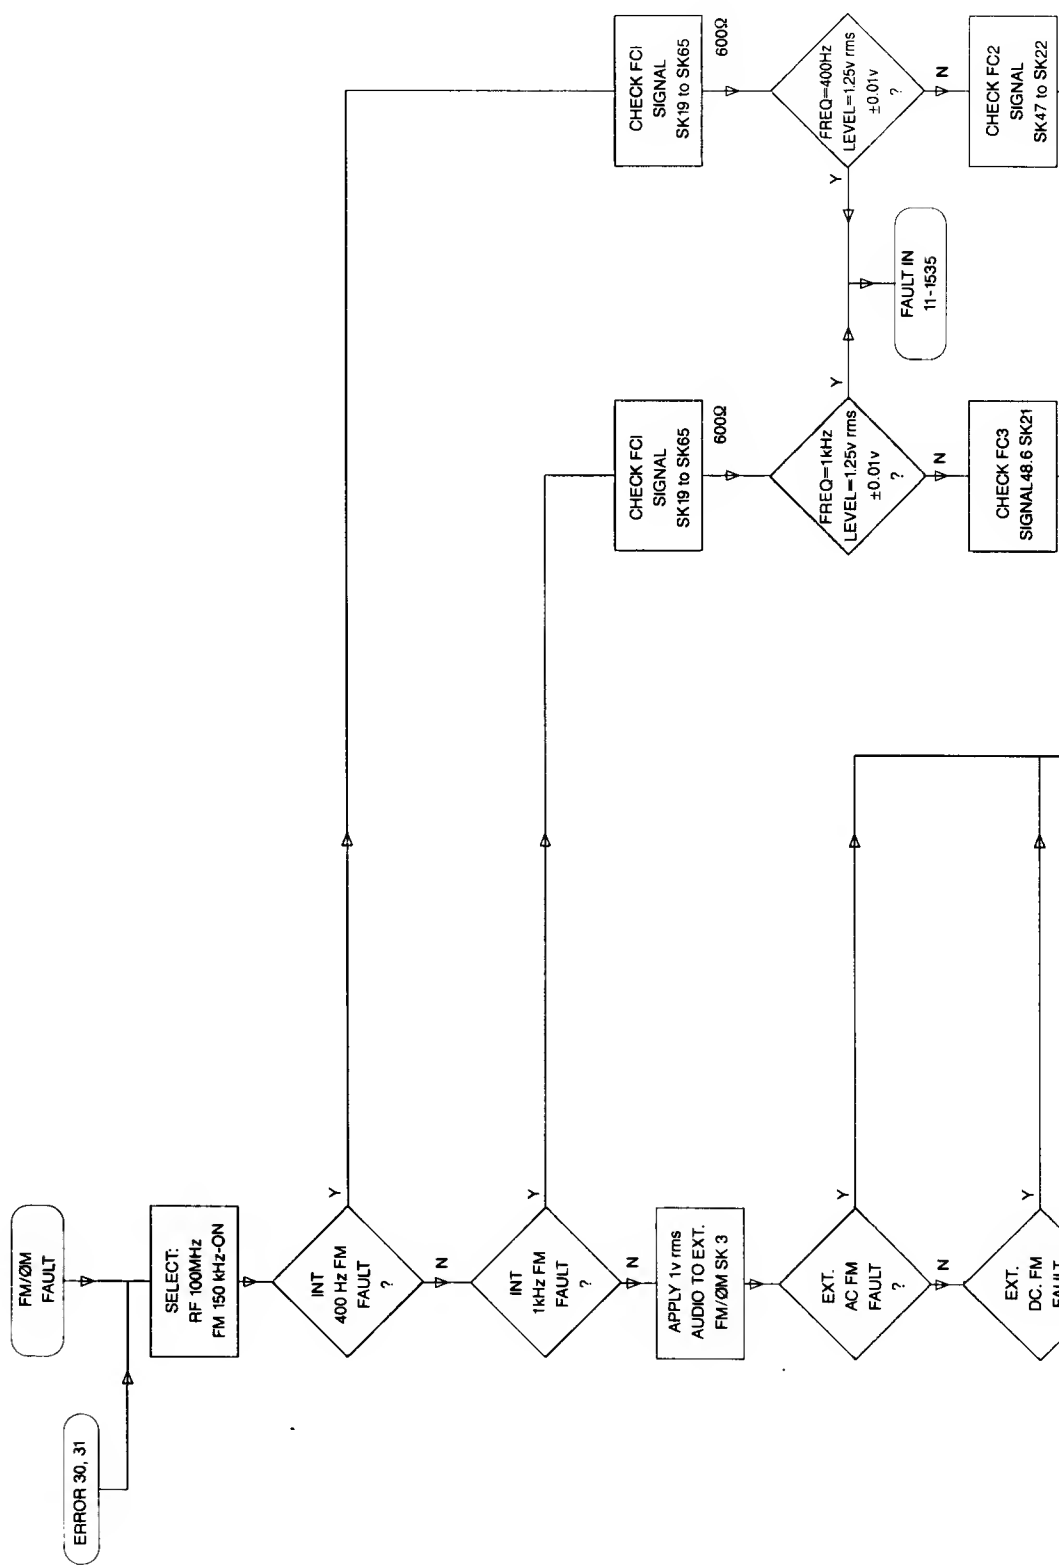 FM/ØM
FAULT
ERROR 30, 31
SELECT:
RF 100MHz
FM 150 kHz-ON
INT
400 Hz FM
FAULT
?
Y
N
INT
1kHz FM
FAULT
?
Y
N
APPLY 1v rms
AUDIO TO EXT.
FM/ØM SK 3
EXT.
AC FM
FAULT
?
Y
N
EXT.
DC. FM
FAULT
Y
CHECK FCI
SIGNAL
SK19 to SK65
600Ω
FREQ=1kHz
LEVEL=1.25v rms
±0.01v
?
Y
N
CHECK FC3
SIGNAL48.6 SK21
FAULT IN
11-1535
CHECK FCI
SIGNAL
SK19 to SK65
600Ω
FREQ=400Hz
LEVEL=1.25v rms
±0.01v
?
Y
N
CHECK FC2
SIGNAL
SK47 to SK22